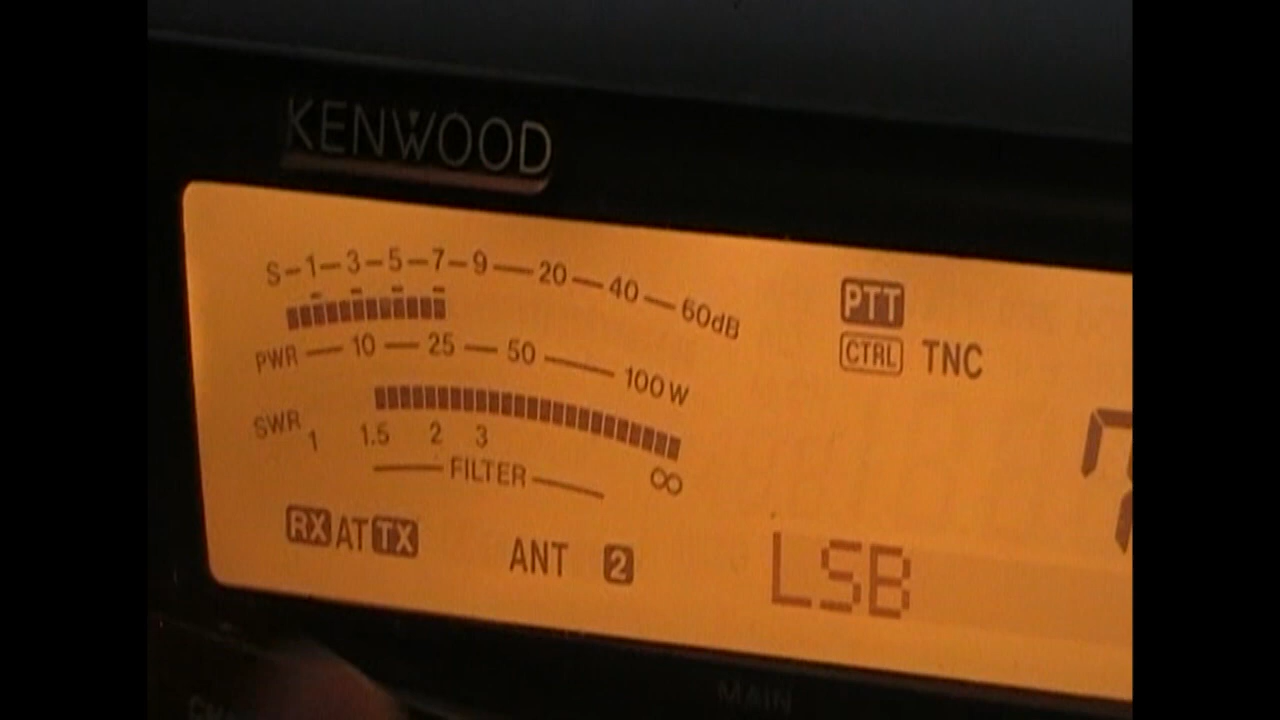 KENWOOD
S-1-3-5-7-9-20-40-60dB
PTT
PWR-10-25-50-100W
CTRL TNC
SWR 1 1.5 2 3 ∞
FILTER
RX AT TX ANT 2 LSB
MAIN